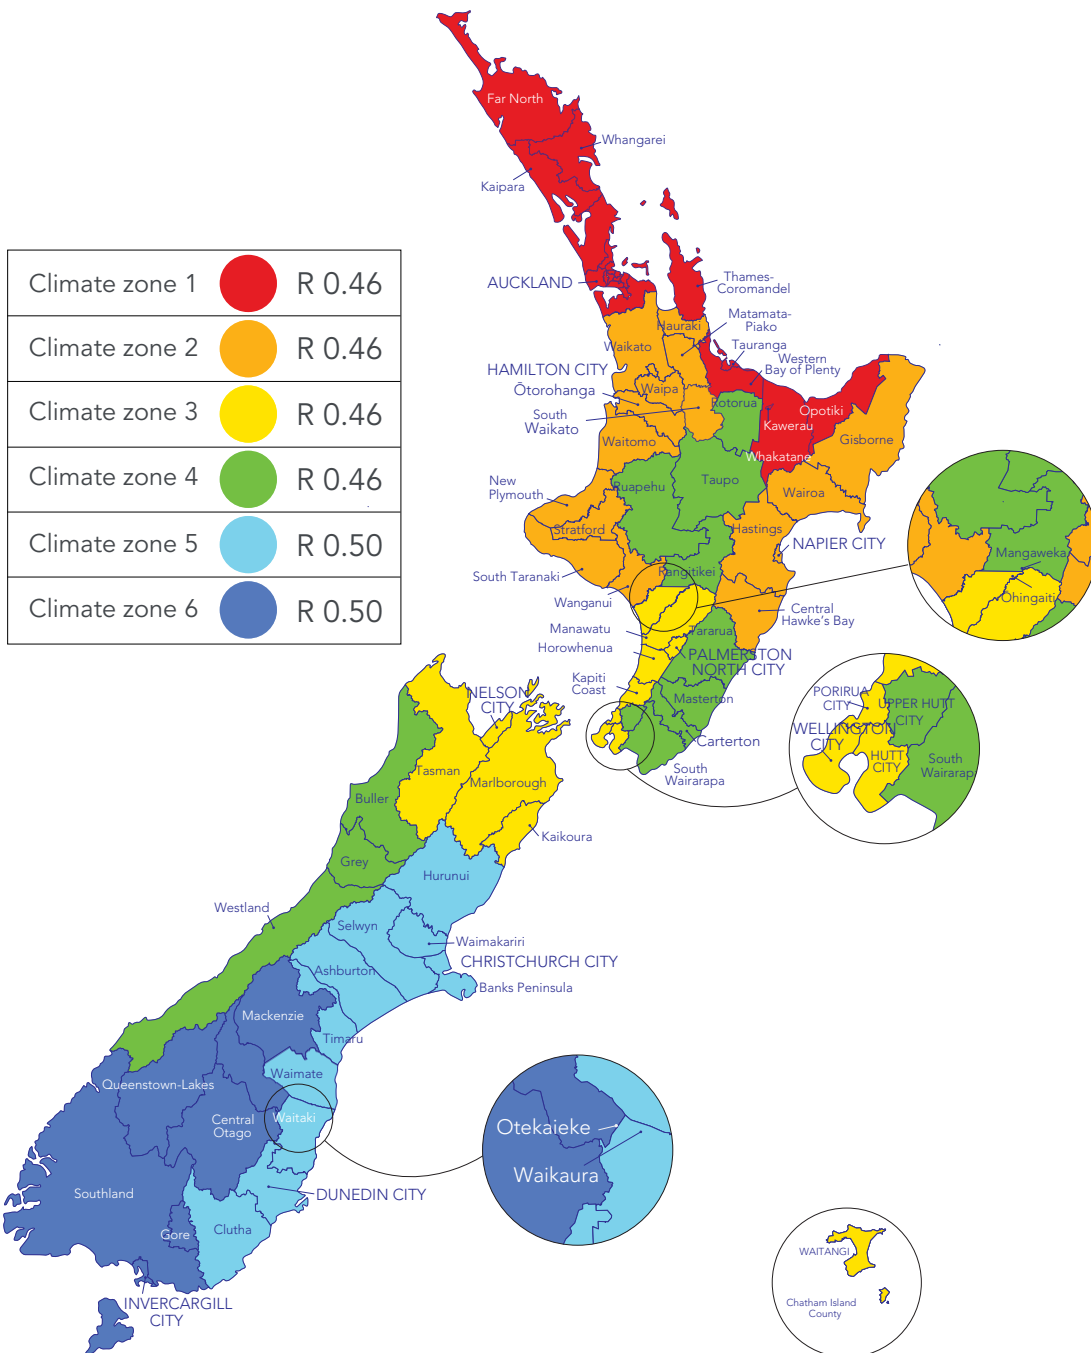 Far North
Whangarei
Kaipara
Climate zone 1 R 0.46
Climate zone 2 R 0.46
Climate zone 3 R 0.46
Climate zone 4 R 0.46
Climate zone 5 R 0.50
Climate zone 6 R 0.50
AUCKLAND
Thames-
Coromandel
Hauraki
Matamata-
Piako
Waikato
Tauranga
Western
Bay of Plenty
HAMILTON CITY
Ōtorohanga
Waipa
South
Waikato
Rotorua
Opotiki
Kawerau
Gisborne
Waitomo
Whakatane
New
Plymouth
Ruapehu
Taupo
Wairoa
Stratford
Hastings
NAPIER CITY
South Taranaki
Rangitikei
Wanganui
Central
Hawke's Bay
Mangaweka
Ōhingaiti
Manawatu
Tararua
Horowhenua
PALMERSTON
NORTH CITY
Kapiti
Coast
Masterton
Carterton
South
Wairarapa
PORIRUA
CITY
UPPER HUTT
CITY
WELLINGTON
CITY
HUTT
CITY
South
Wairarap
NELSON
CITY
Tasman
Marlborough
Buller
Kaikoura
Grey
Hurunui
Westland
Selwyn
Waimakariri
CHRISTCHURCH CITY
Ashburton
Banks Peninsula
Mackenzie
Timaru
Waimate
Queenstown-Lakes
Central
Otago
Waitaki
Otekaieke
Waikaura
Southland
DUNEDIN CITY
Gore
Clutha
INVERCARGILL
CITY
WAITANGI
Chatham Island
County